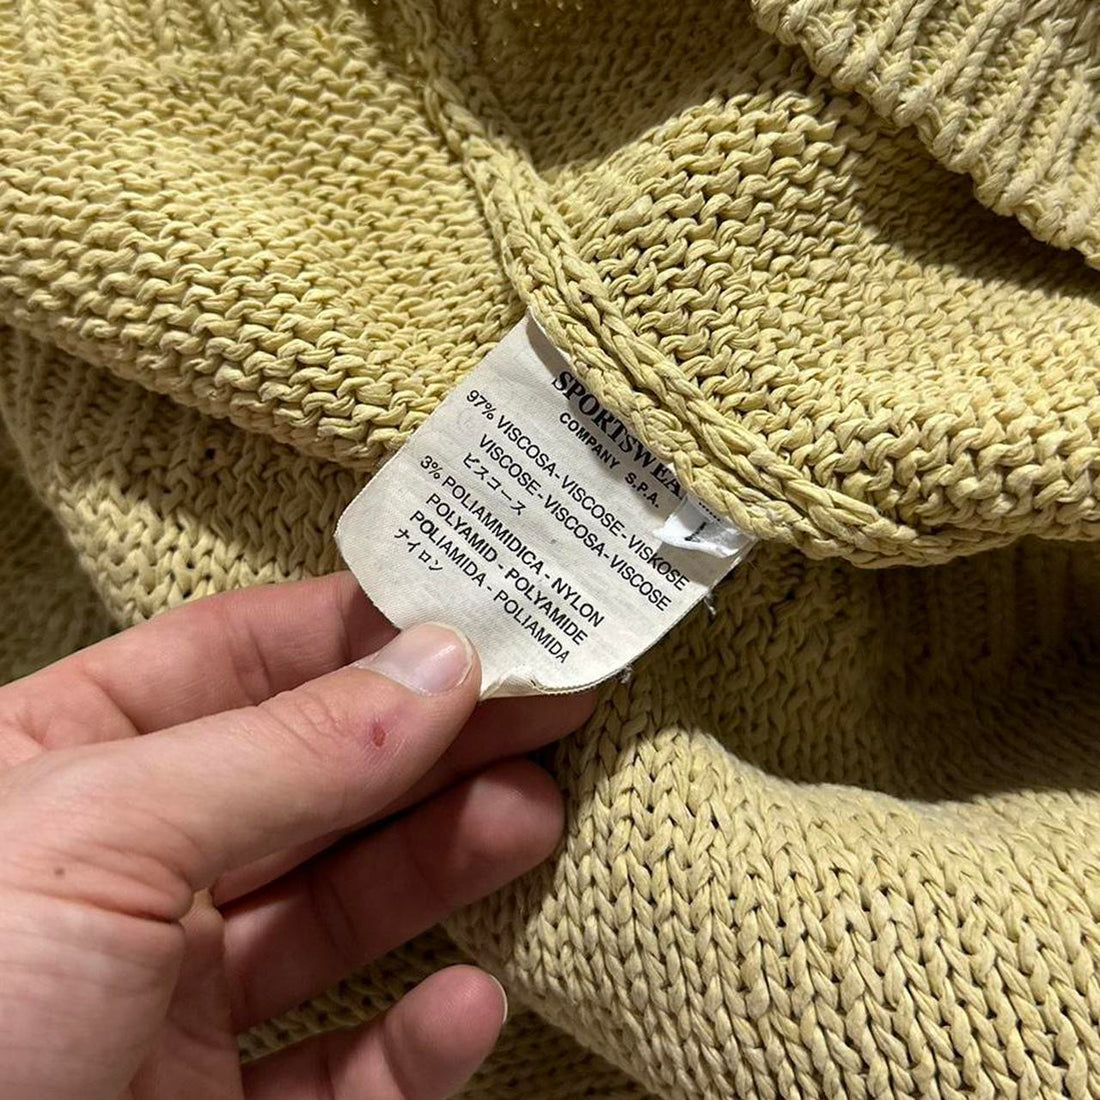 SPORTSWEA
COMPANY S.P.A.
97% VISCOSA-VISCOSE-VISKOSE
VISCOSE-VISCOSA-VISCOSE
ビスコース
3% POLIAMMIDICA-NYLON
POLYAMID-POLYAMIDE
POLIAMIDA-POLIAMIDA
ナイロン